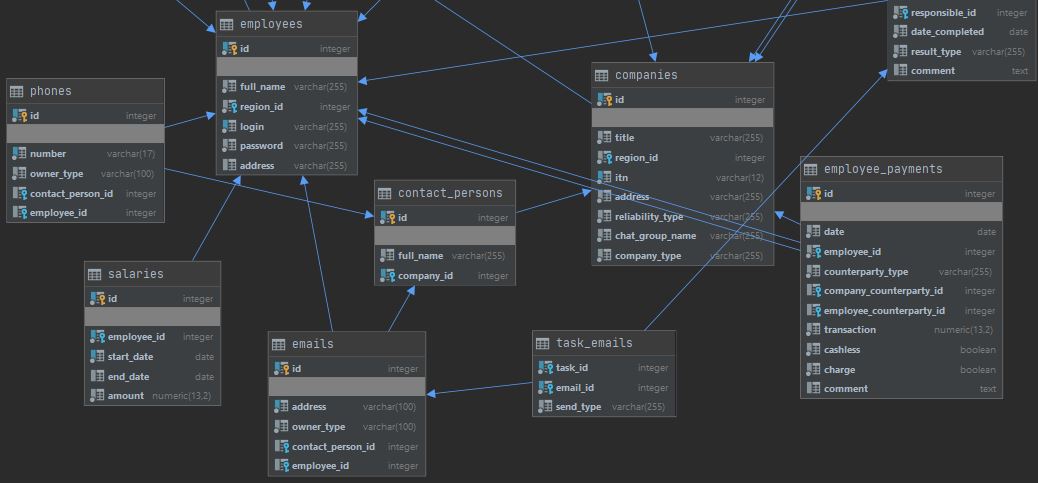 employees
id integer
full_name varchar(255)
region_id integer
login varchar(255)
password varchar(255)
address varchar(255)
responsible_id integer
date_completed date
result_type varchar(255)
comment text
companies
id integer
title varchar(255)
region_id integer
itn varchar(12)
address varchar(255)
reliability_type varchar(255)
chat_group_name varchar(255)
company_type varchar(255)
phones
id integer
number varchar(17)
owner_type varchar(100)
contact_person_id integer
employee_id integer
employee_payments
id integer
date date
employee_id integer
counterparty_type varchar(255)
company_counterparty_id integer
employee_counterparty_id integer
transaction numeric(13,2)
cashless boolean
charge boolean
comment text
contact_persons
id integer
full_name varchar(255)
company_id integer
salaries
id integer
employee_id integer
start_date date
end_date date
amount numeric(13,2)
emails
id integer
address varchar(100)
owner_type varchar(100)
contact_person_id integer
employee_id integer
task_emails
task_id integer
email_id integer
send_type varchar(255)